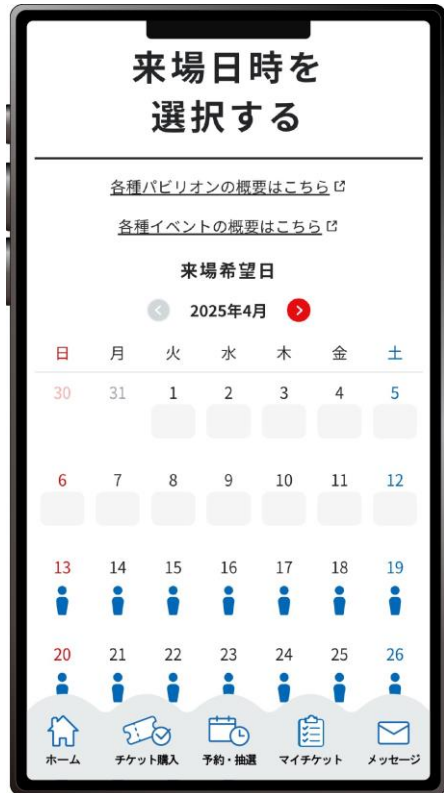 来場日時を
選択する
各種パビリオンの概要はこちら
各種イベントの概要はこちら
来場希望日
2025年4月
日 月 火 水 木 金 土
30 31 1 2 3 4 5
6 7 8 9 10 11 12
13 14 15 16 17 18 19
20 21 22 23 24 25 26
ホーム チケット購入 予約・抽選 マイチケット メッセージ